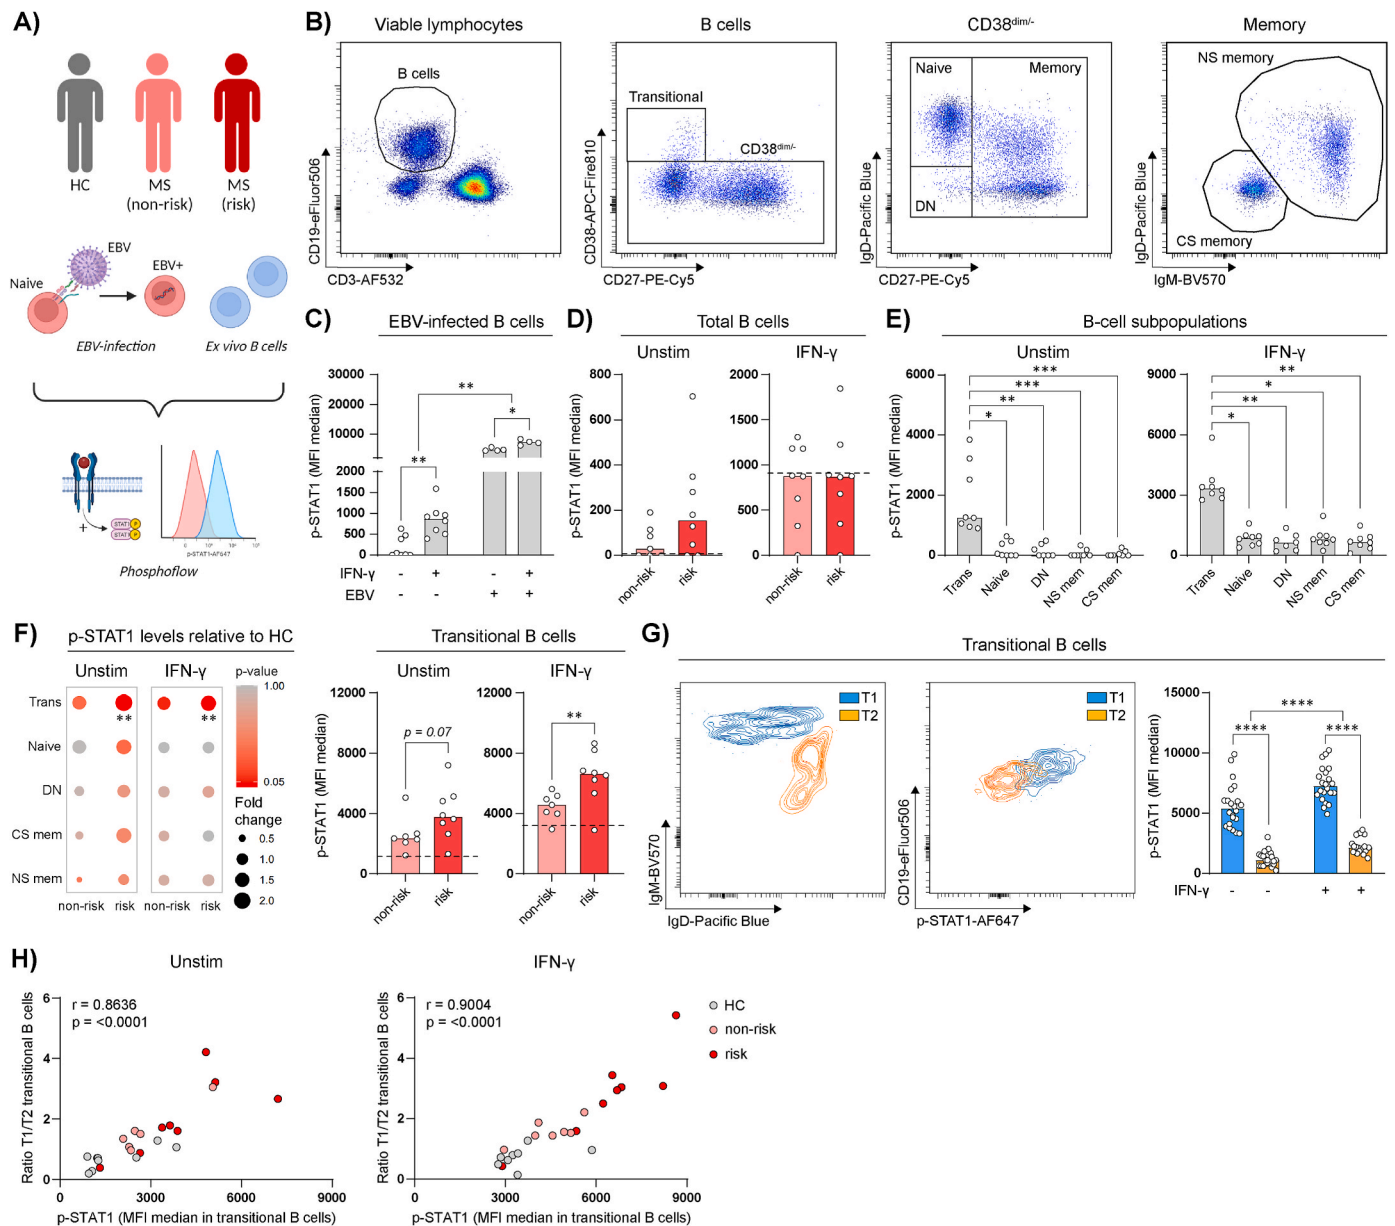 A)
HC
MS
(non-risk)
MS
(risk)
EBV
Naive
EBV+
EBV-infection
Ex vivo B cells
+
STAT1 P
STAT1 P
p-STAT1-AF647
Phosphoflow
B)
Viable lymphocytes
B cells
CD19-eFluor506
CD3-AF532
B cells
Transitional
CD38dim/-
CD38-APC-Fire810
CD27-PE-Cy5
CD38dim/-
Naive
Memory
DN
IgD-Pacific Blue
CD27-PE-Cy5
Memory
NS memory
CS memory
IgD-Pacific Blue
IgM-BV570
C)
EBV-infected B cells
p-STAT1 (MFI median)
30000
20000
10000
2000
1500
1000
500
0
**
**
*
IFN-γ - + - +
EBV - - + +
D)
Total B cells
Unstim
IFN-γ
p-STAT1 (MFI median)
800
600
400
200
0
non-risk
risk
2000
1500
1000
500
0
non-risk
risk
E)
B-cell subpopulations
Unstim
IFN-γ
p-STAT1 (MFI median)
6000
4000
2000
0
***
***
**
*
Trans
Naive
DN
NS mem
CS mem
9000
6000
3000
0
**
*
**
*
Trans
Naive
DN
NS mem
CS mem
F)
p-STAT1 levels relative to HC
Unstim
IFN-γ
p-value
1.00
0.05
Trans
** **
Naive
DN
CS mem
NS mem
non-risk risk non-risk risk
Fold
change
0.5
1.0
1.5
2.0
Transitional B cells
Unstim
IFN-γ
p-STAT1 (MFI median)
12000
8000
4000
0
p = 0.07
non-risk
risk
12000
8000
4000
0
**
non-risk
risk
G)
Transitional B cells
T1
T2
IgM-BV570
IgD-Pacific Blue
T1
T2
CD19-eFluor506
p-STAT1-AF647
p-STAT1 (MFI median)
15000
10000
5000
0
****
**** ****
IFN-γ - - + +
H)
Unstim
Ratio T1/T2 transitional B cells
6
4
2
0
r = 0.8636
p = <0.0001
0 3000 6000 9000
p-STAT1 (MFI median in transitional B cells)
IFN-γ
Ratio T1/T2 transitional B cells
6
4
2
0
r = 0.9004
p = <0.0001
0 3000 6000 9000
p-STAT1 (MFI median in transitional B cells)
HC
non-risk
risk